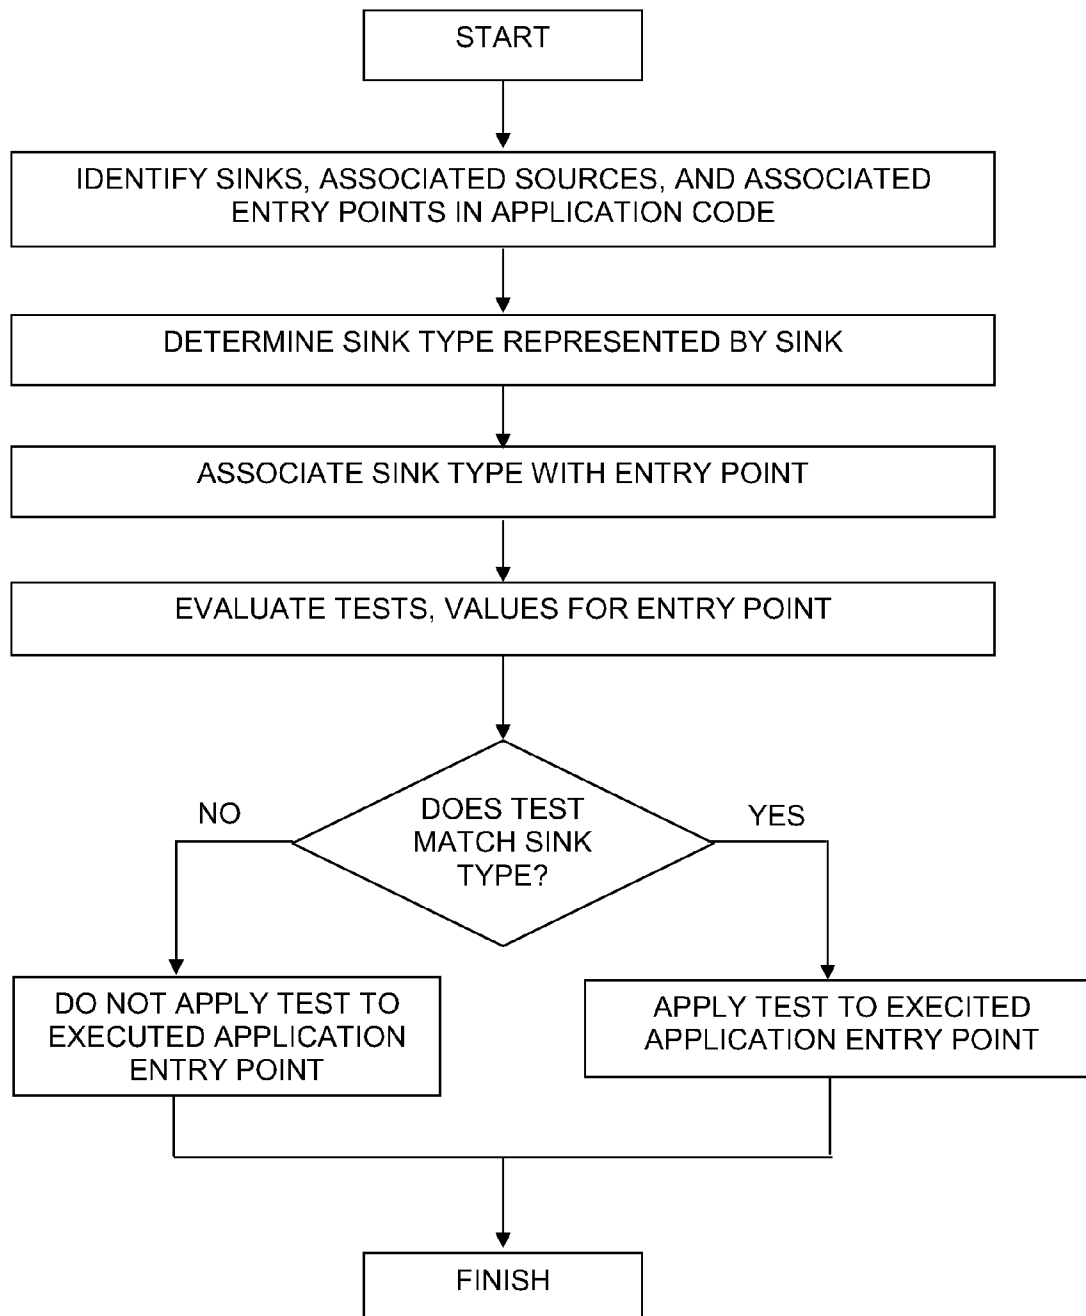 START
IDENTIFY SINKS, ASSOCIATED SOURCES, AND ASSOCIATED
ENTRY POINTS IN APPLICATION CODE
DETERMINE SINK TYPE REPRESENTED BY SINK
ASSOCIATE SINK TYPE WITH ENTRY POINT
EVALUATE TESTS, VALUES FOR ENTRY POINT
DOES TEST
MATCH SINK
TYPE?
NO
YES
DO NOT APPLY TEST TO
EXECUTED APPLICATION
ENTRY POINT
APPLY TEST TO EXECITED
APPLICATION ENTRY POINT
FINISH